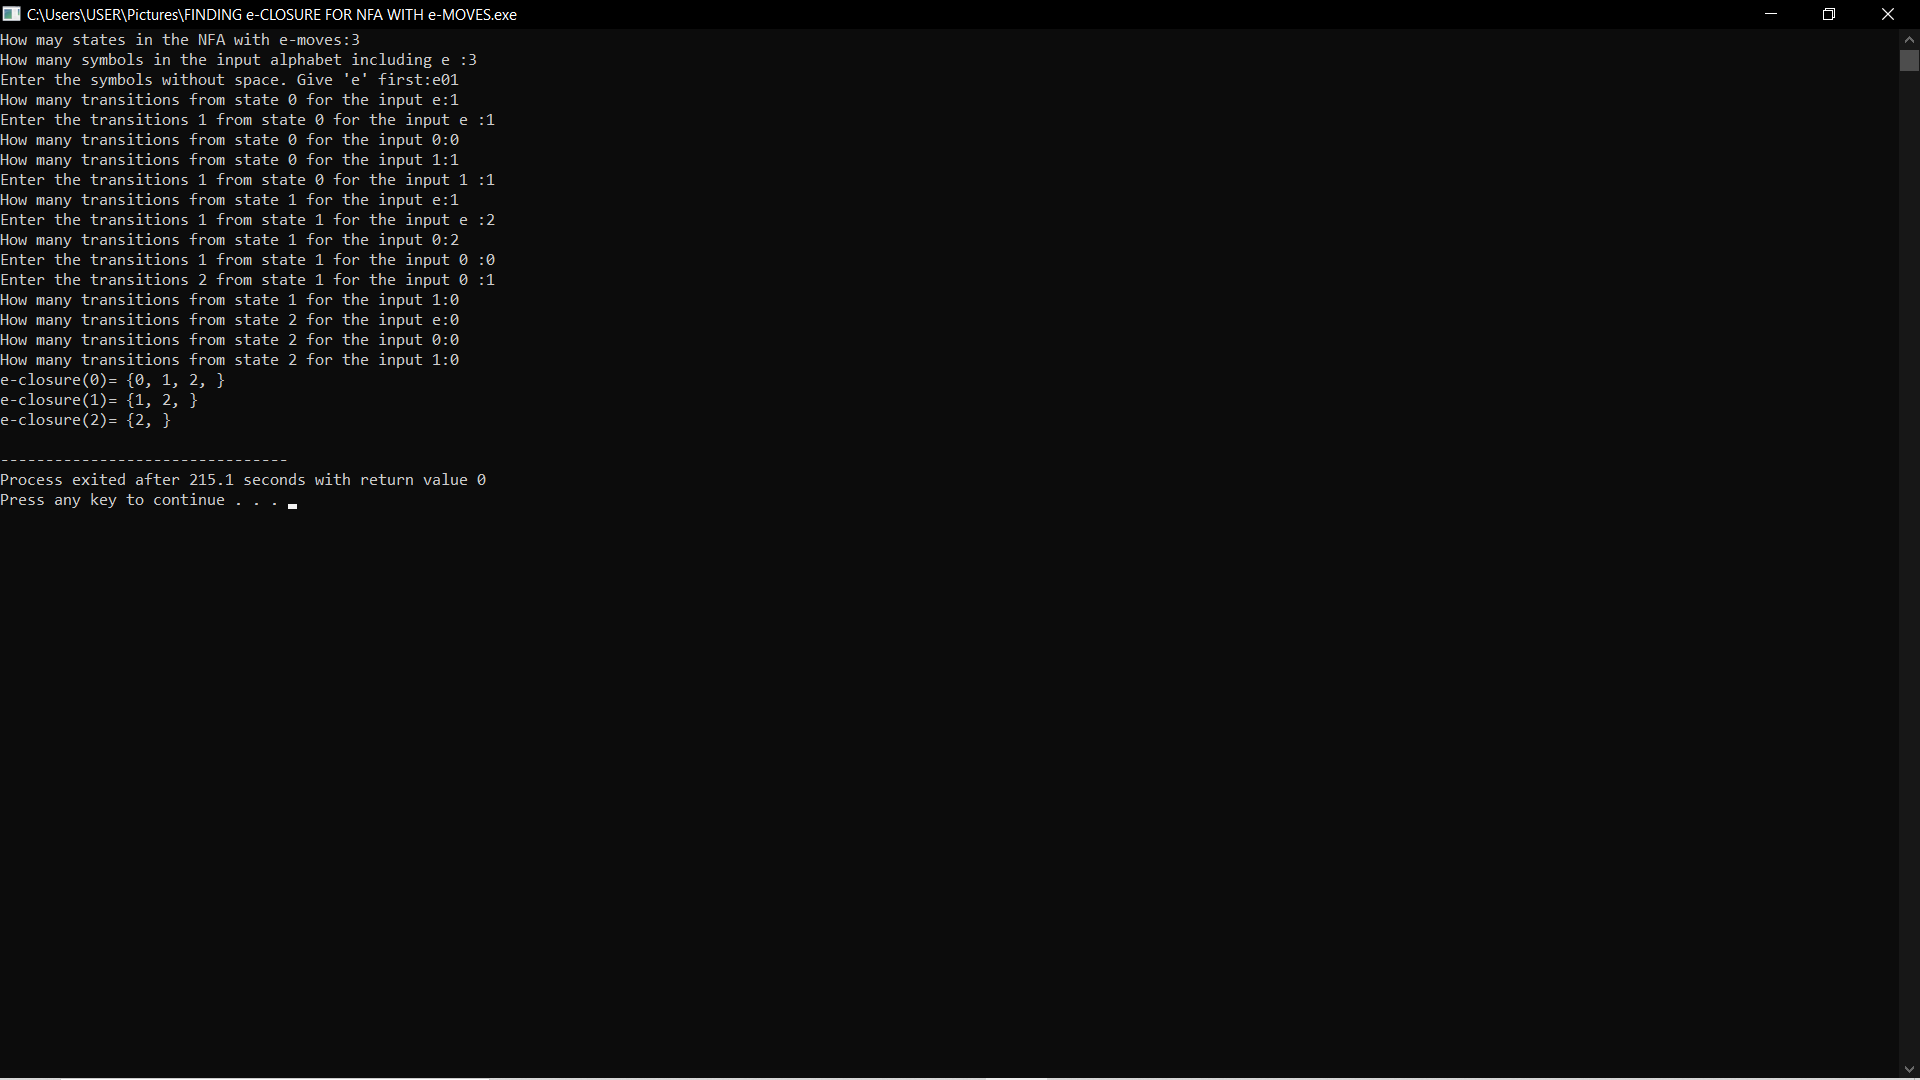 C:\Users\USER\Pictures\FINDING e-CLOSURE FOR NFA WITH e-MOVES.exe
How may states in the NFA with e-moves:3
How many symbols in the input alphabet including e :3
Enter the symbols without space. Give 'e' first:e01
How many transitions from state 0 for the input e:1
Enter the transitions 1 from state 0 for the input e :1
How many transitions from state 0 for the input 0:0
How many transitions from state 0 for the input 1:1
Enter the transitions 1 from state 0 for the input 1 :1
How many transitions from state 1 for the input e:1
Enter the transitions 1 from state 1 for the input e :2
How many transitions from state 1 for the input 0:2
Enter the transitions 1 from state 1 for the input 0 :0
Enter the transitions 2 from state 1 for the input 0 :1
How many transitions from state 1 for the input 1:0
How many transitions from state 2 for the input e:0
How many transitions from state 2 for the input 0:0
How many transitions from state 2 for the input 1:0
e-closure(0)= {0, 1, 2, }
e-closure(1)= {1, 2, }
e-closure(2)= {2, }
--------------------------------
Process exited after 215.1 seconds with return value 0
Press any key to continue . . .